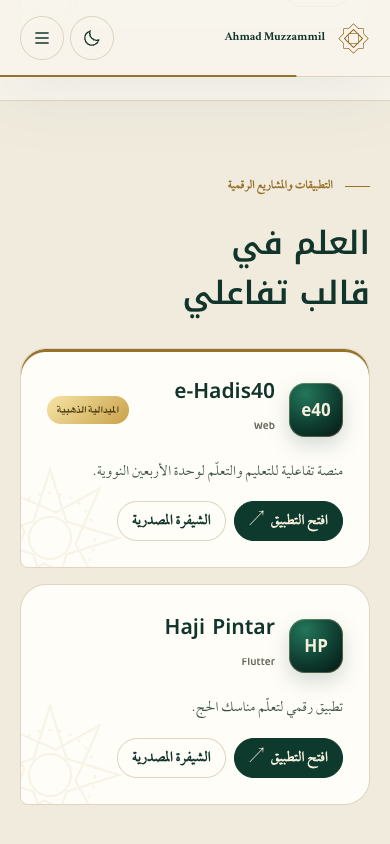 Ahmad Muzzammil
التطبيقات والمشاريع الرقمية
العلم في
قالب تفاعلي
e40
e-Hadis40
Web
الميدالية الذهبية
منصة تفاعلية للتعليم والتعلّم لوحدة الأربعين النووية.
افتح التطبيق ↗
الشيفرة المصدرية
HP
Haji Pintar
Flutter
تطبيق رقمي لتعلّم مناسك الحج.
افتح التطبيق ↗
الشيفرة المصدرية